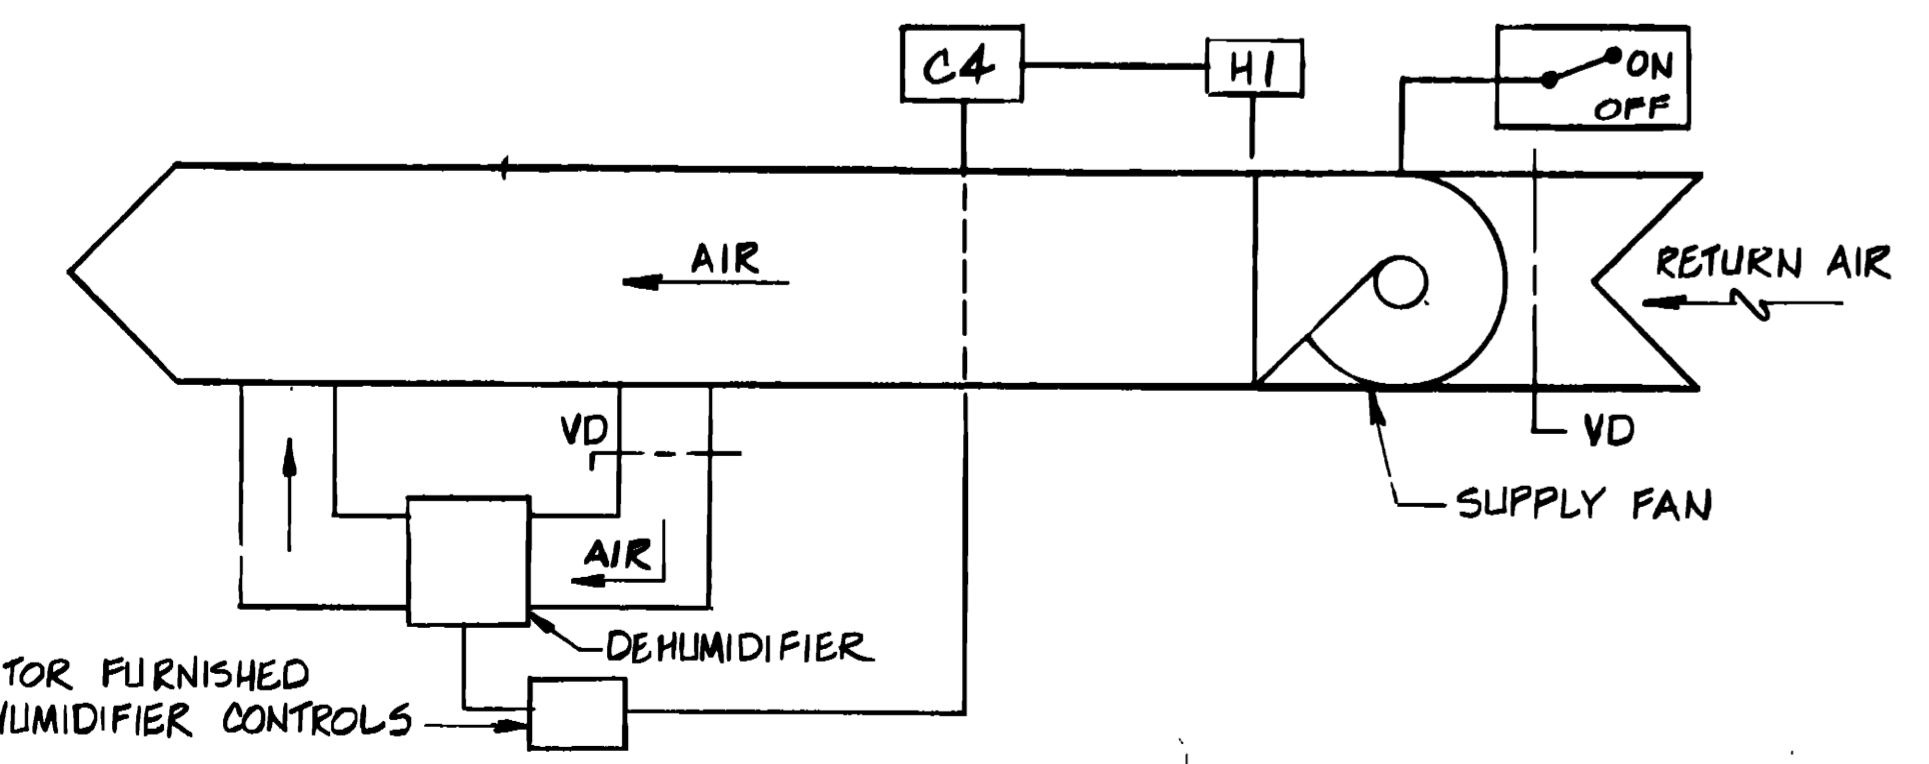 C4
H1
ON
OFF
AIR
RETURN AIR
VD
VD
SUPPLY FAN
AIR
DEHUMIDIFIER
TOR FURNISHED
UMIDIFIER CONTROLS